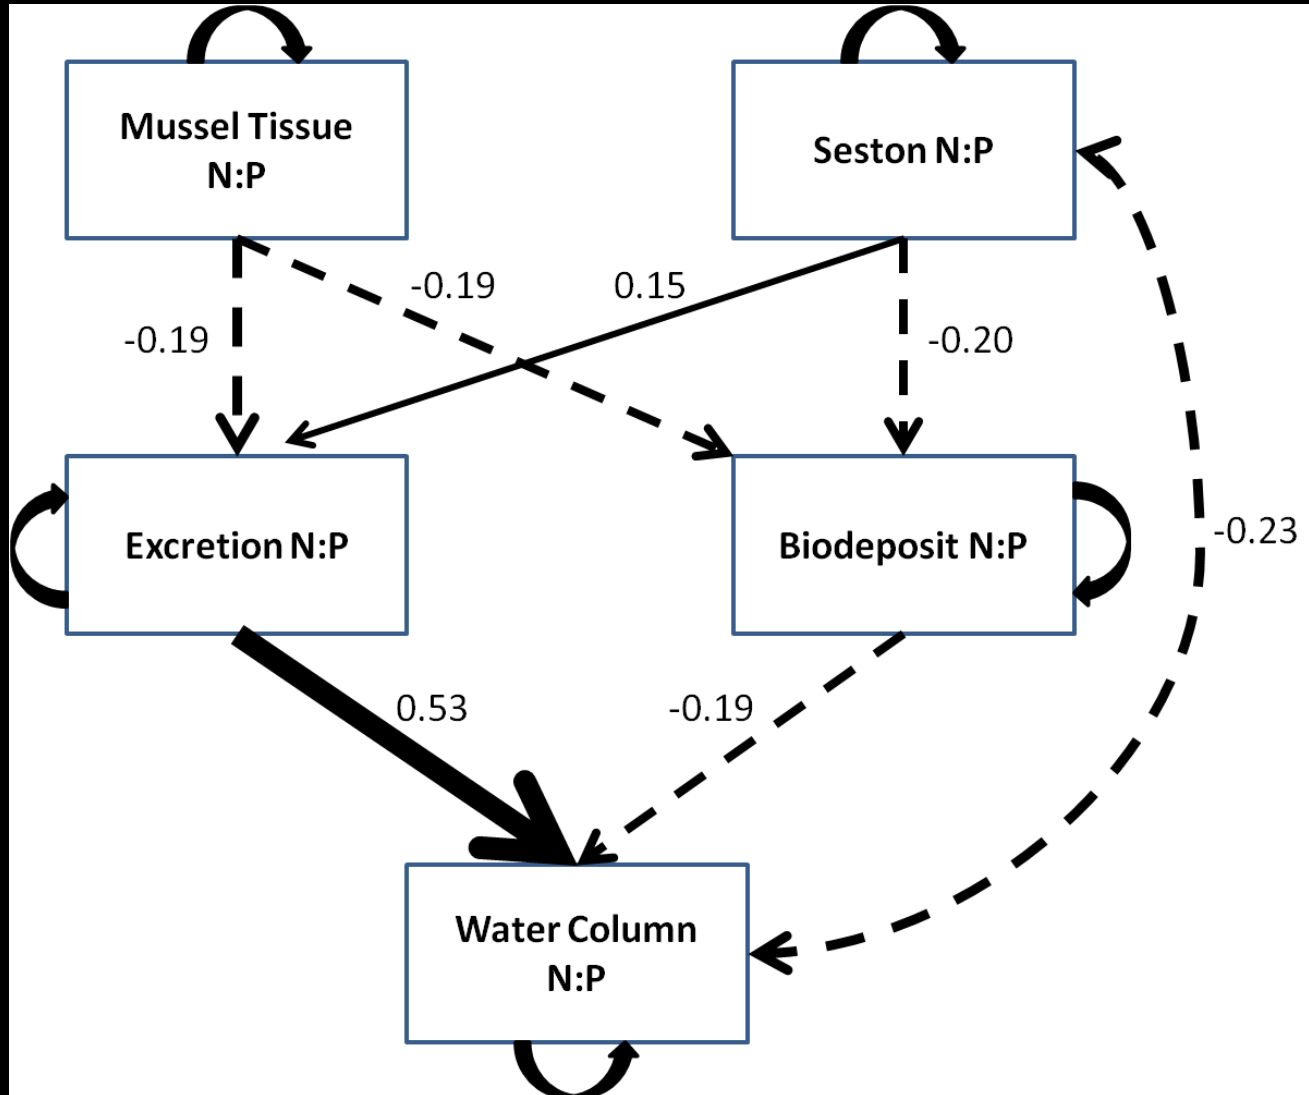 Mussel Tissue
N:P
Seston N:P
-0.19
0.15
-0.19
-0.20
Excretion N:P
Biodeposit N:P
-0.23
0.53
-0.19
Water Column
N:P